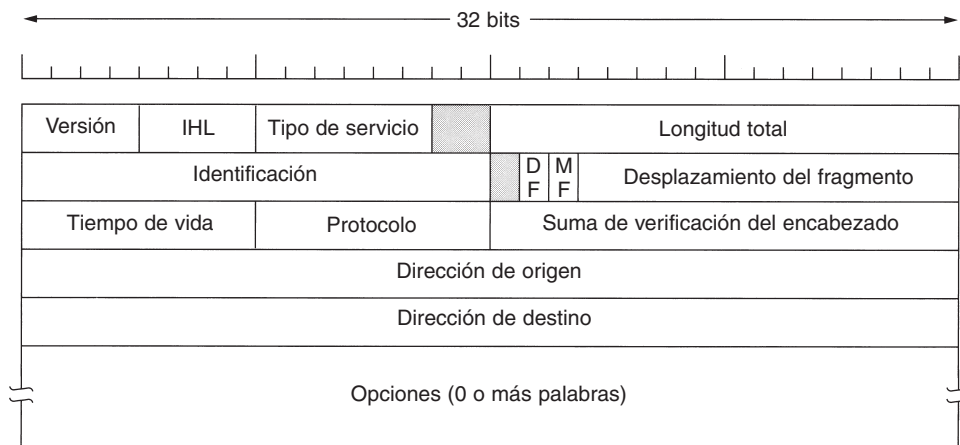 32 bits
Versión IHL Tipo de servicio Longitud total
Identificación D F M F Desplazamiento del fragmento
Tiempo de vida Protocolo Suma de verificación del encabezado
Dirección de origen
Dirección de destino
Opciones (0 o más palabras)